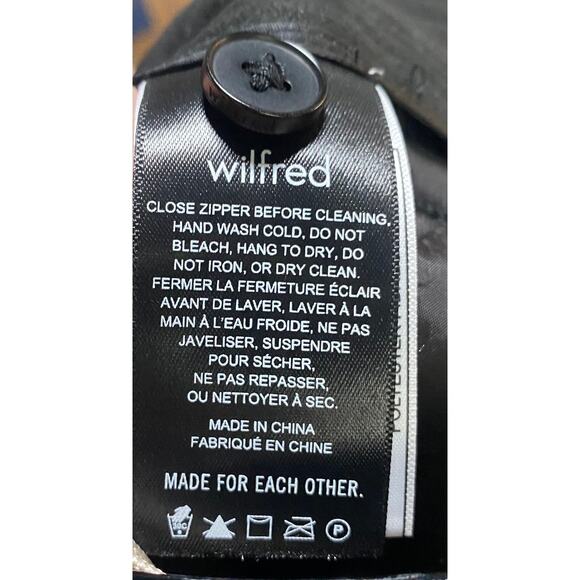 wilfred
CLOSE ZIPPER BEFORE CLEANING,
HAND WASH COLD, DO NOT
BLEACH, HANG TO DRY, DO
NOT IRON, OR DRY CLEAN.
FERMER LA FERMETURE ÉCLAIR
AVANT DE LAVER, LAVER À LA
MAIN À L'EAU FROIDE, NE PAS
JAVELISER, SUSPENDRE
POUR SÉCHER,
NE PAS REPASSER,
OU NETTOYER À SEC.
MADE IN CHINA
FABRIQUÉ EN CHINE
MADE FOR EACH OTHER.
30C
P
POLYESTER